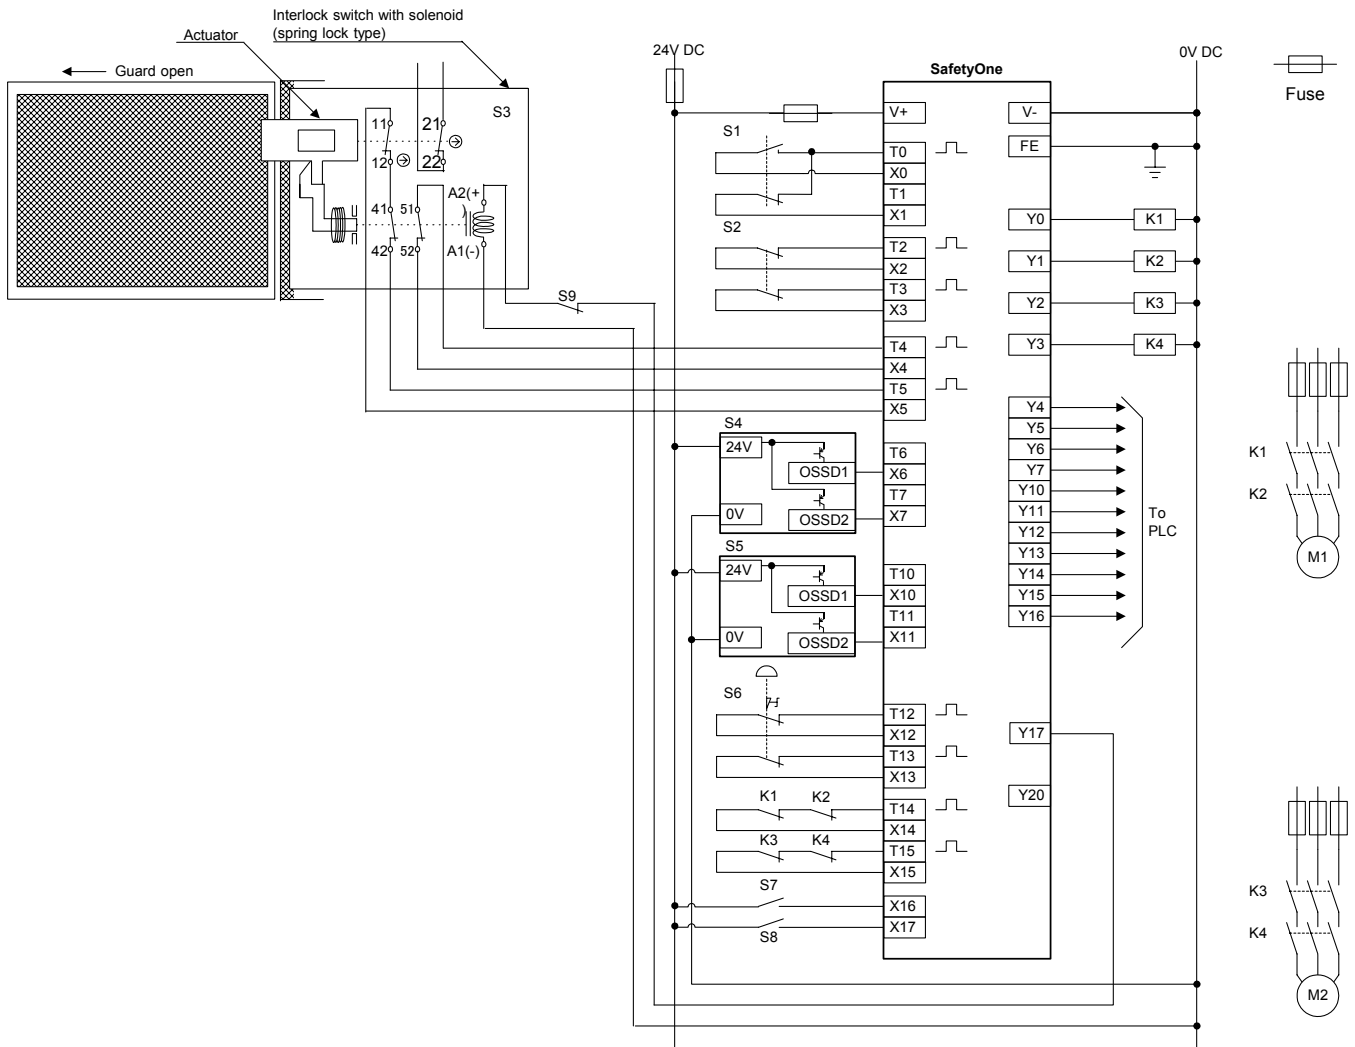 Interlock switch with solenoid
(spring lock type)
Actuator
Guard open
S3
11
21
12
22
A2(+
)
41
51
42
52
A1(-)
S9
24V DC
0V DC
SafetyOne
Fuse
V+
V-
FE
S1
T0
X0
T1
X1
S2
T2
X2
T3
X3
T4
X4
T5
X5
Y0
K1
Y1
K2
Y2
K3
Y3
K4
S4
24V
OSSD1
0V
OSSD2
T6
X6
T7
X7
S5
24V
OSSD1
0V
OSSD2
T10
X10
T11
X11
Y4
Y5
Y6
Y7
Y10
Y11
Y12
Y13
Y14
Y15
Y16
To
PLC
S6
T12
X12
T13
X13
Y17
Y20
K1
K2
T14
X14
K3
K4
T15
X15
S7
X16
X17
S8
K1
K2
M1
K3
K4
M2